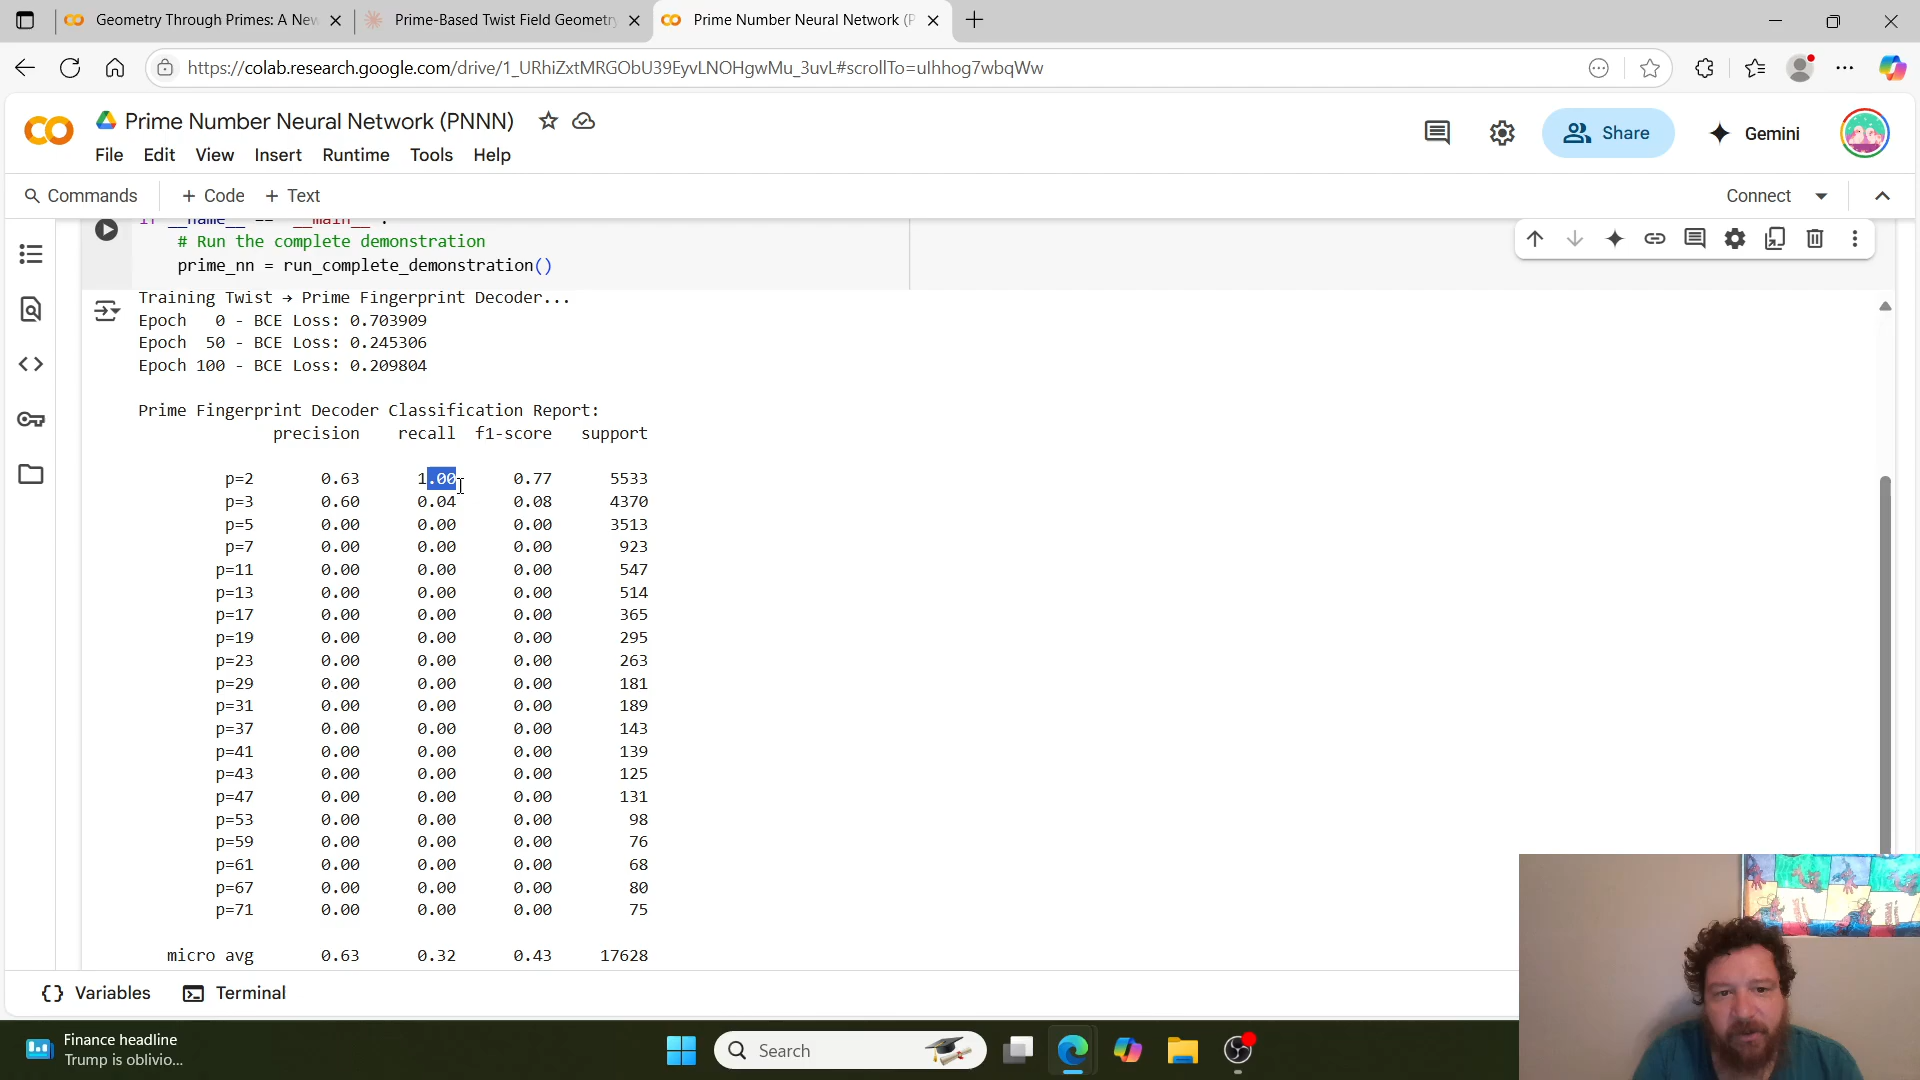 Geometry Through Primes: A New
Prime-Based Twist Field Geometry
Prime Number Neural Network (P
https://colab.research.google.com/drive/1_URhiZxtMRGObU39EyvLNOHgwMu_3uvL#scrollTo=ulhhog7wbqWw
Prime Number Neural Network (PNNN)
File Edit View Insert Runtime Tools Help
Share
Gemini
Commands + Code + Text
Connect
if __name__ == "__main__":
# Run the complete demonstration
prime_nn = run_complete_demonstration()
Training Twist → Prime Fingerprint Decoder...
Epoch 0 - BCE Loss: 0.703909
Epoch 50 - BCE Loss: 0.245306
Epoch 100 - BCE Loss: 0.209804
Prime Fingerprint Decoder Classification Report:
precision recall f1-score support
p=2 0.63 1.00 0.77 5533
p=3 0.60 0.04 0.08 4370
p=5 0.00 0.00 0.00 3513
p=7 0.00 0.00 0.00 923
p=11 0.00 0.00 0.00 547
p=13 0.00 0.00 0.00 514
p=17 0.00 0.00 0.00 365
p=19 0.00 0.00 0.00 295
p=23 0.00 0.00 0.00 263
p=29 0.00 0.00 0.00 181
p=31 0.00 0.00 0.00 189
p=37 0.00 0.00 0.00 143
p=41 0.00 0.00 0.00 139
p=43 0.00 0.00 0.00 125
p=47 0.00 0.00 0.00 131
p=53 0.00 0.00 0.00 98
p=59 0.00 0.00 0.00 76
p=61 0.00 0.00 0.00 68
p=67 0.00 0.00 0.00 80
p=71 0.00 0.00 0.00 75
micro avg 0.63 0.32 0.43 17628
Variables Terminal
Finance headline
Trump is oblivio...
Search